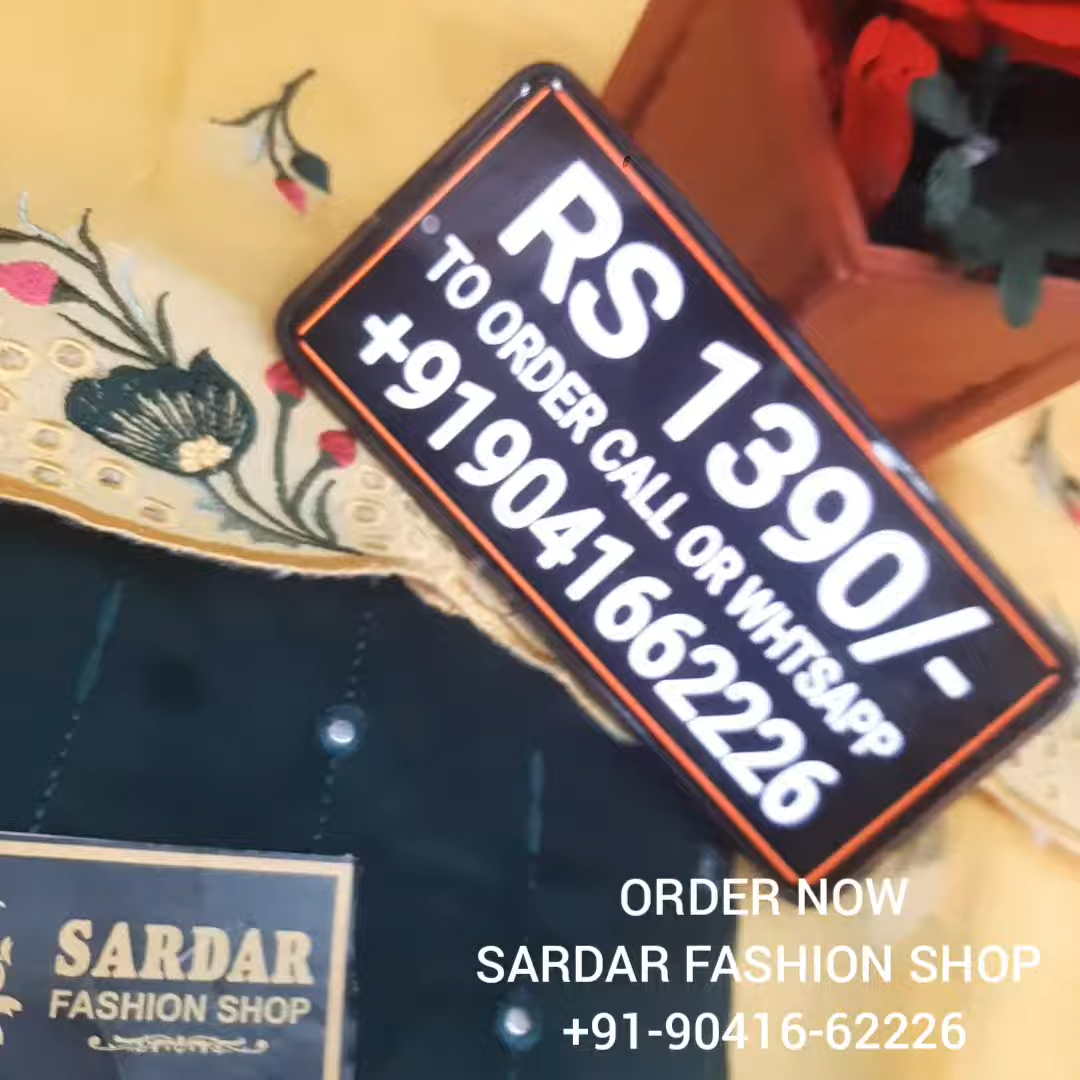 RS 1390/-
TO ORDER CALL OR WHTSAPP
+919041662226
ORDER NOW
SARDAR FASHION SHOP
+91-90416-62226
SARDAR
FASHION SHOP